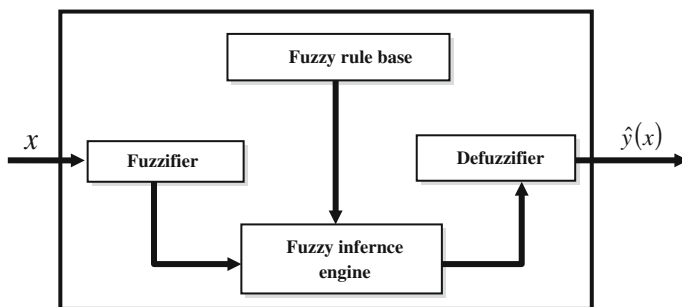 Fuzzy rule base
x
Fuzzifier
Defuzzifier
ŷ(x)
Fuzzy infernce
engine